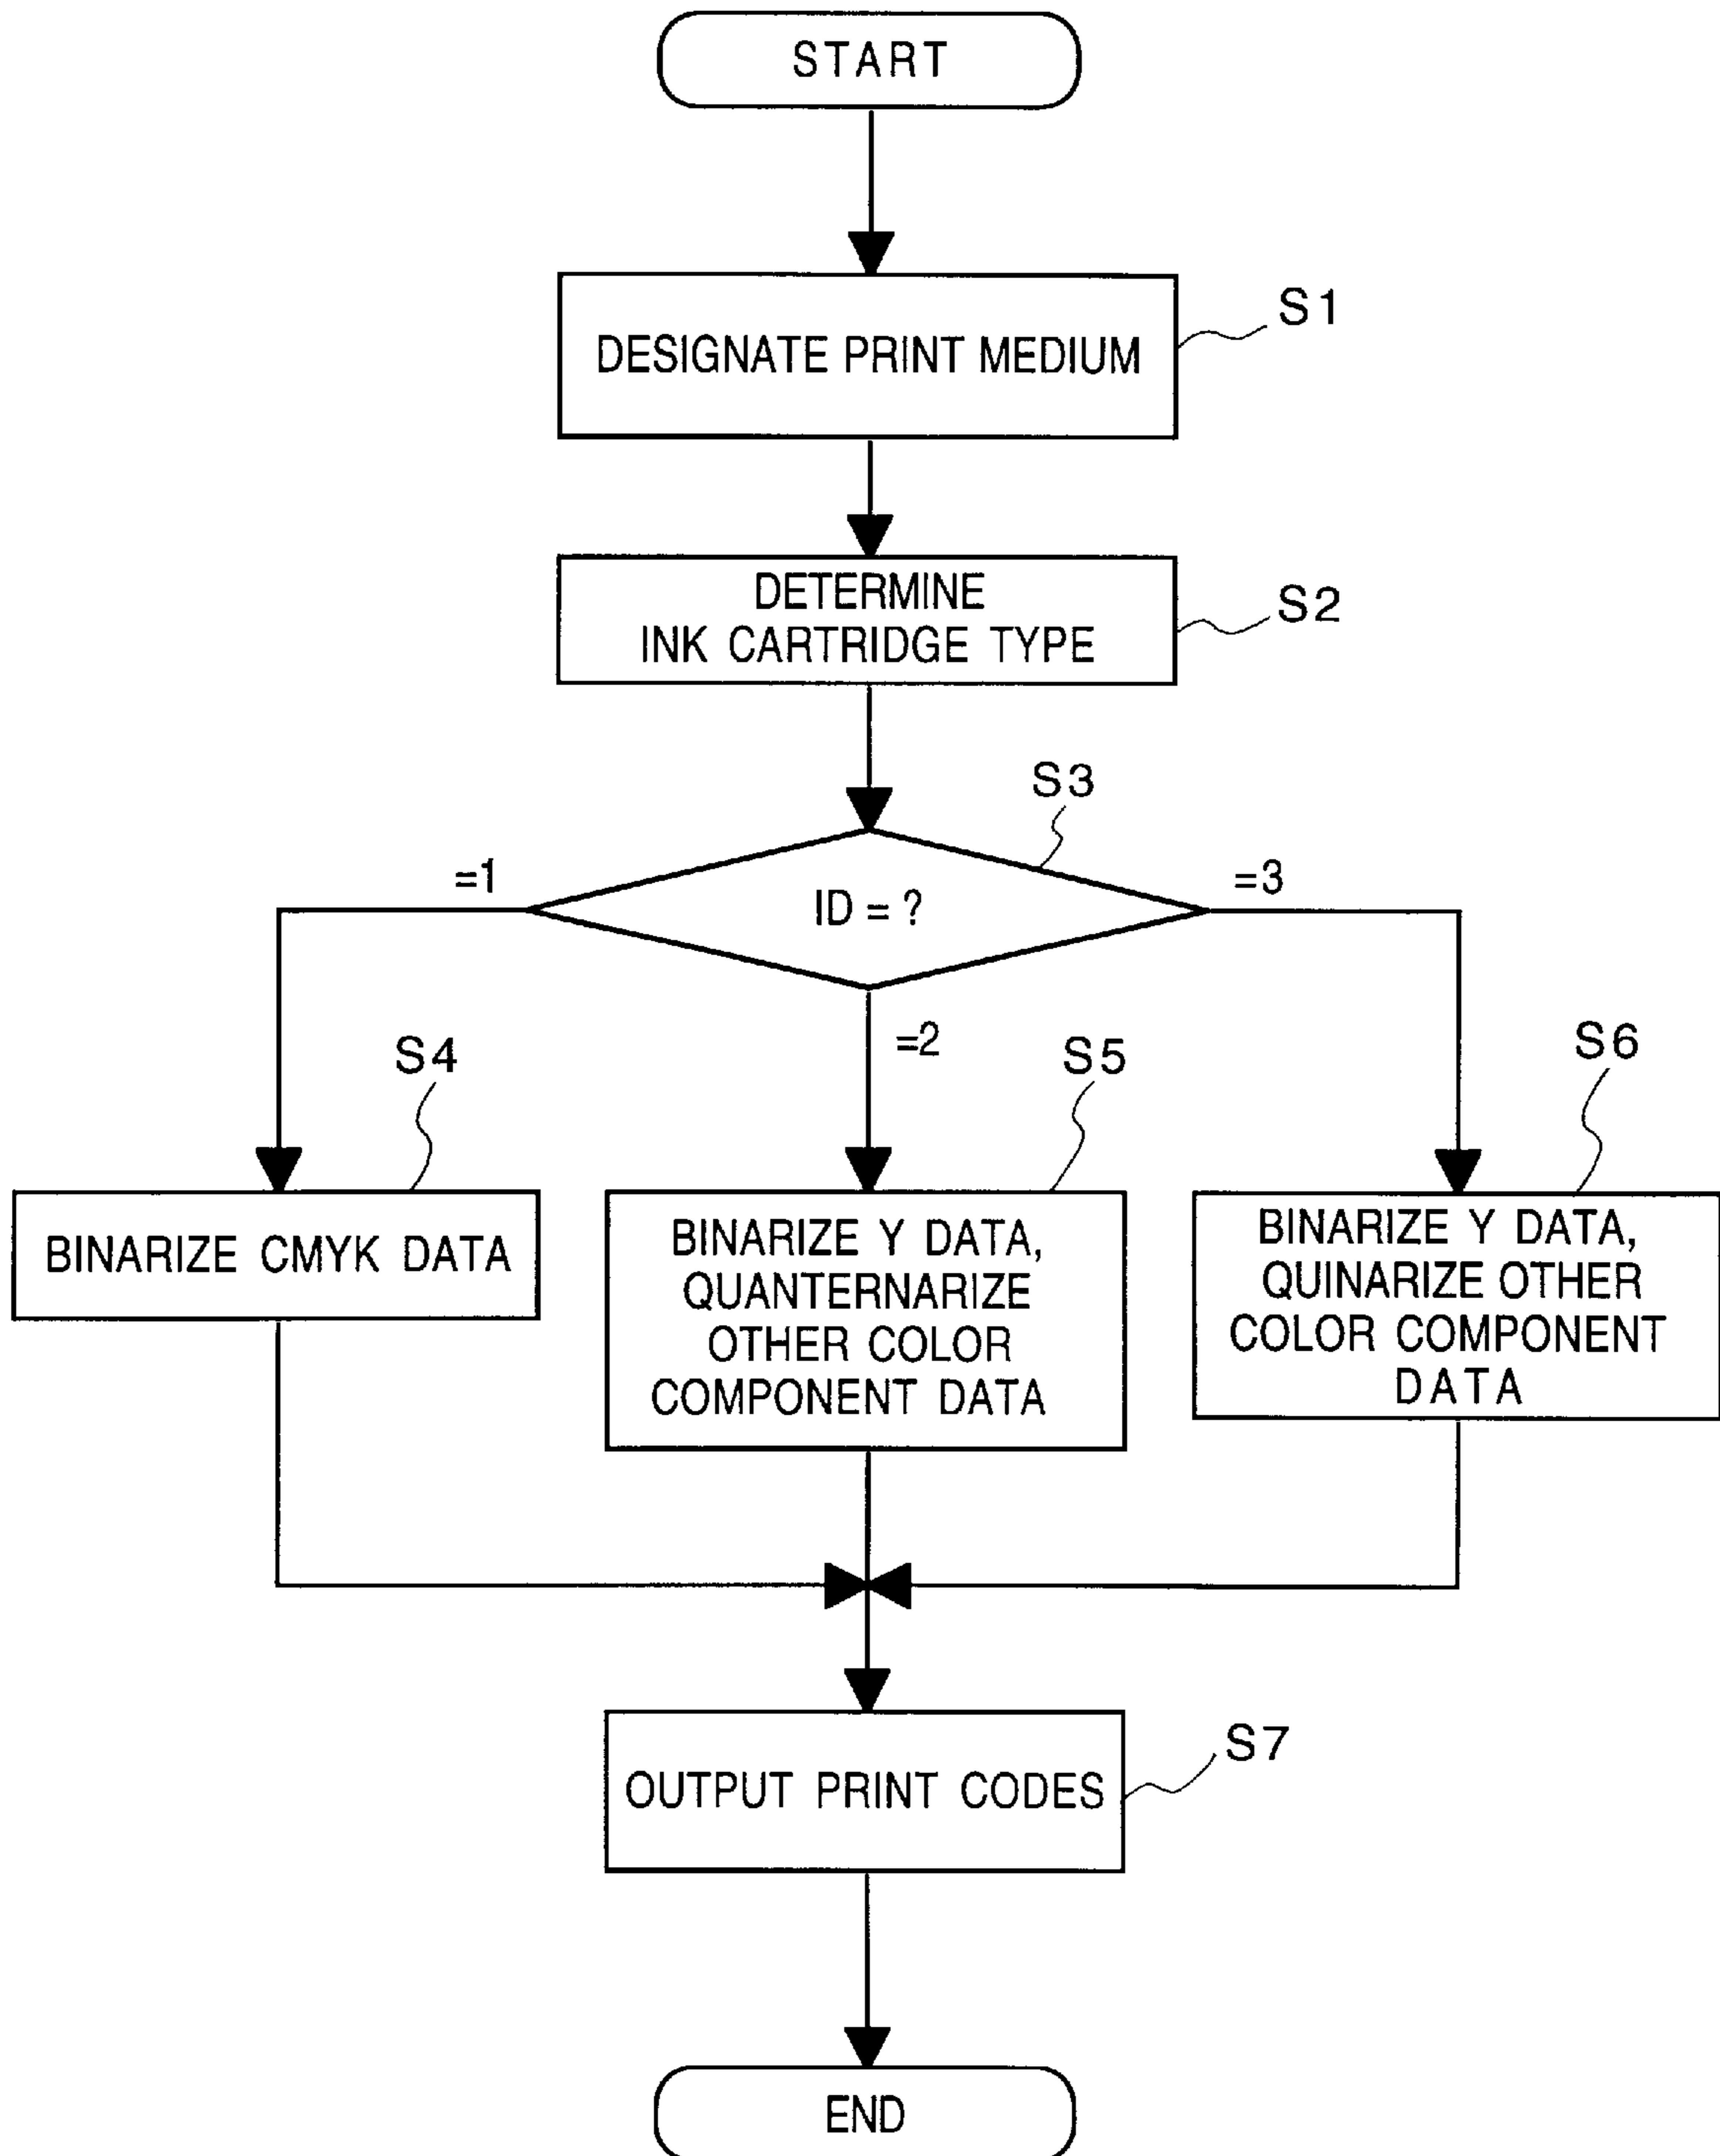 START
DESIGNATE PRINT MEDIUM
S1
DETERMINE
INK CARTRIDGE TYPE
S2
S3
=1
ID = ?
=3
=2
S4
S5
S6
BINARIZE CMYK DATA
BINARIZE Y DATA,
QUANTERNARIZE
OTHER COLOR
COMPONENT DATA
BINARIZE Y DATA,
QUINARIZE OTHER
COLOR COMPONENT
DATA
OUTPUT PRINT CODES
S7
END